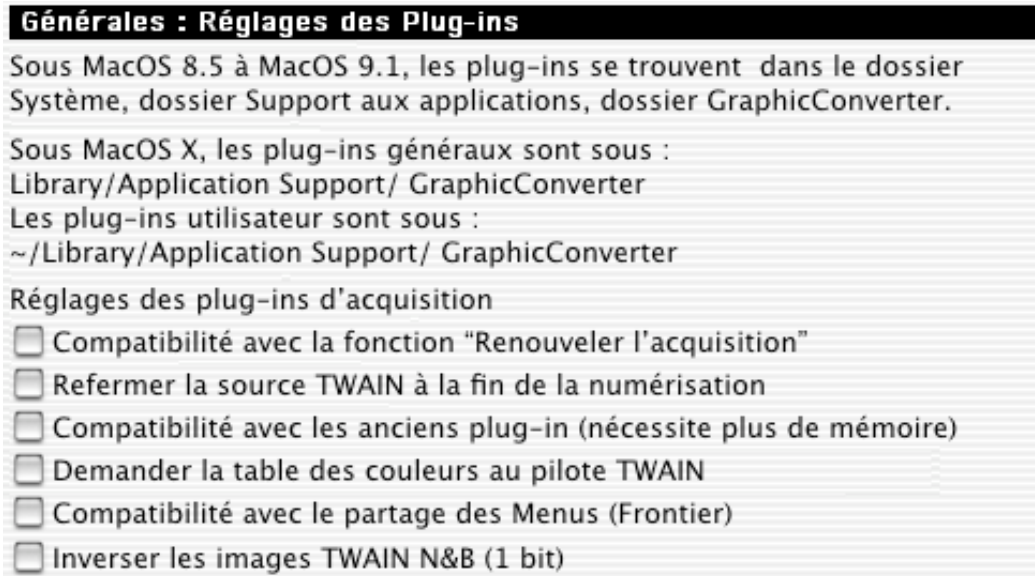 Générales : Réglages des Plug-ins
Sous MacOS 8.5 à MacOS 9.1, les plug-ins se trouvent  dans le dossier
Système, dossier Support aux applications, dossier GraphicConverter.
Sous MacOS X, les plug-ins généraux sont sous :
Library/Application Support/ GraphicConverter
Les plug-ins utilisateur sont sous :
~/Library/Application Support/ GraphicConverter
Réglages des plug-ins d’acquisition
Compatibilité avec la fonction “Renouveler l’acquisition”
Refermer la source TWAIN à la fin de la numérisation
Compatibilité avec les anciens plug-in (nécessite plus de mémoire)
Demander la table des couleurs au pilote TWAIN
Compatibilité avec le partage des Menus (Frontier)
Inverser les images TWAIN N&B (1 bit)